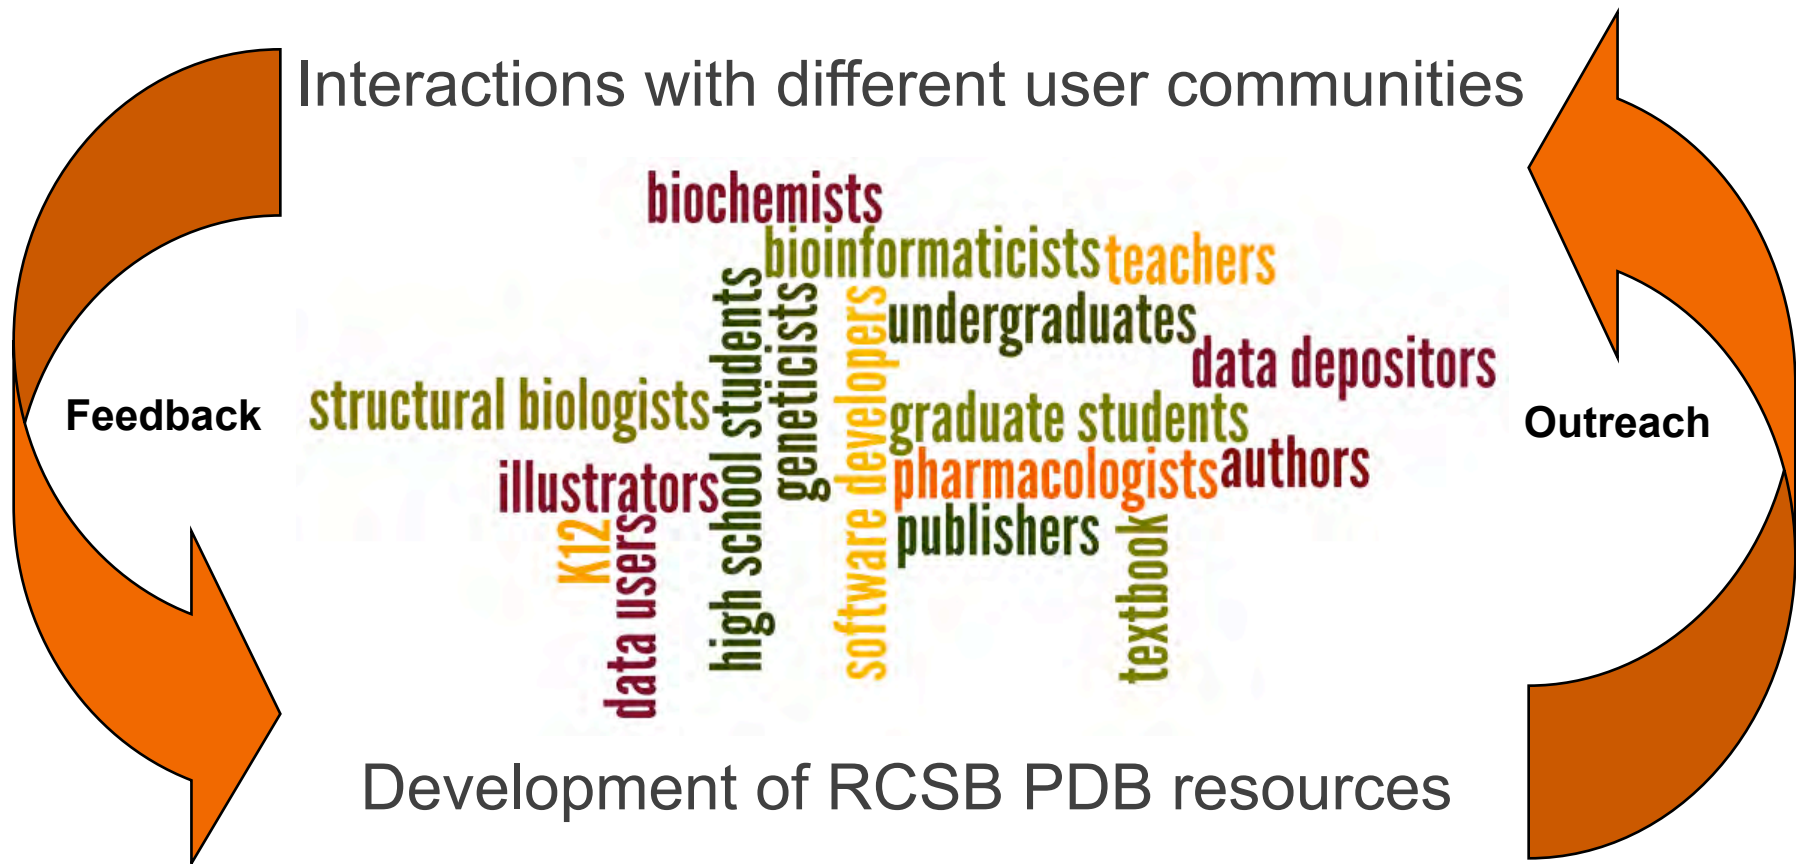 Interactions with different user communities
biochemists
bioinformaticists
teachers
undergraduates
data depositors
high school students
geneticists
software developers
structural biologists
Feedback
graduate students
Outreach
pharmacologists
authors
illustrators
publishers
K12
data users
textbook
Development of RCSB PDB resources